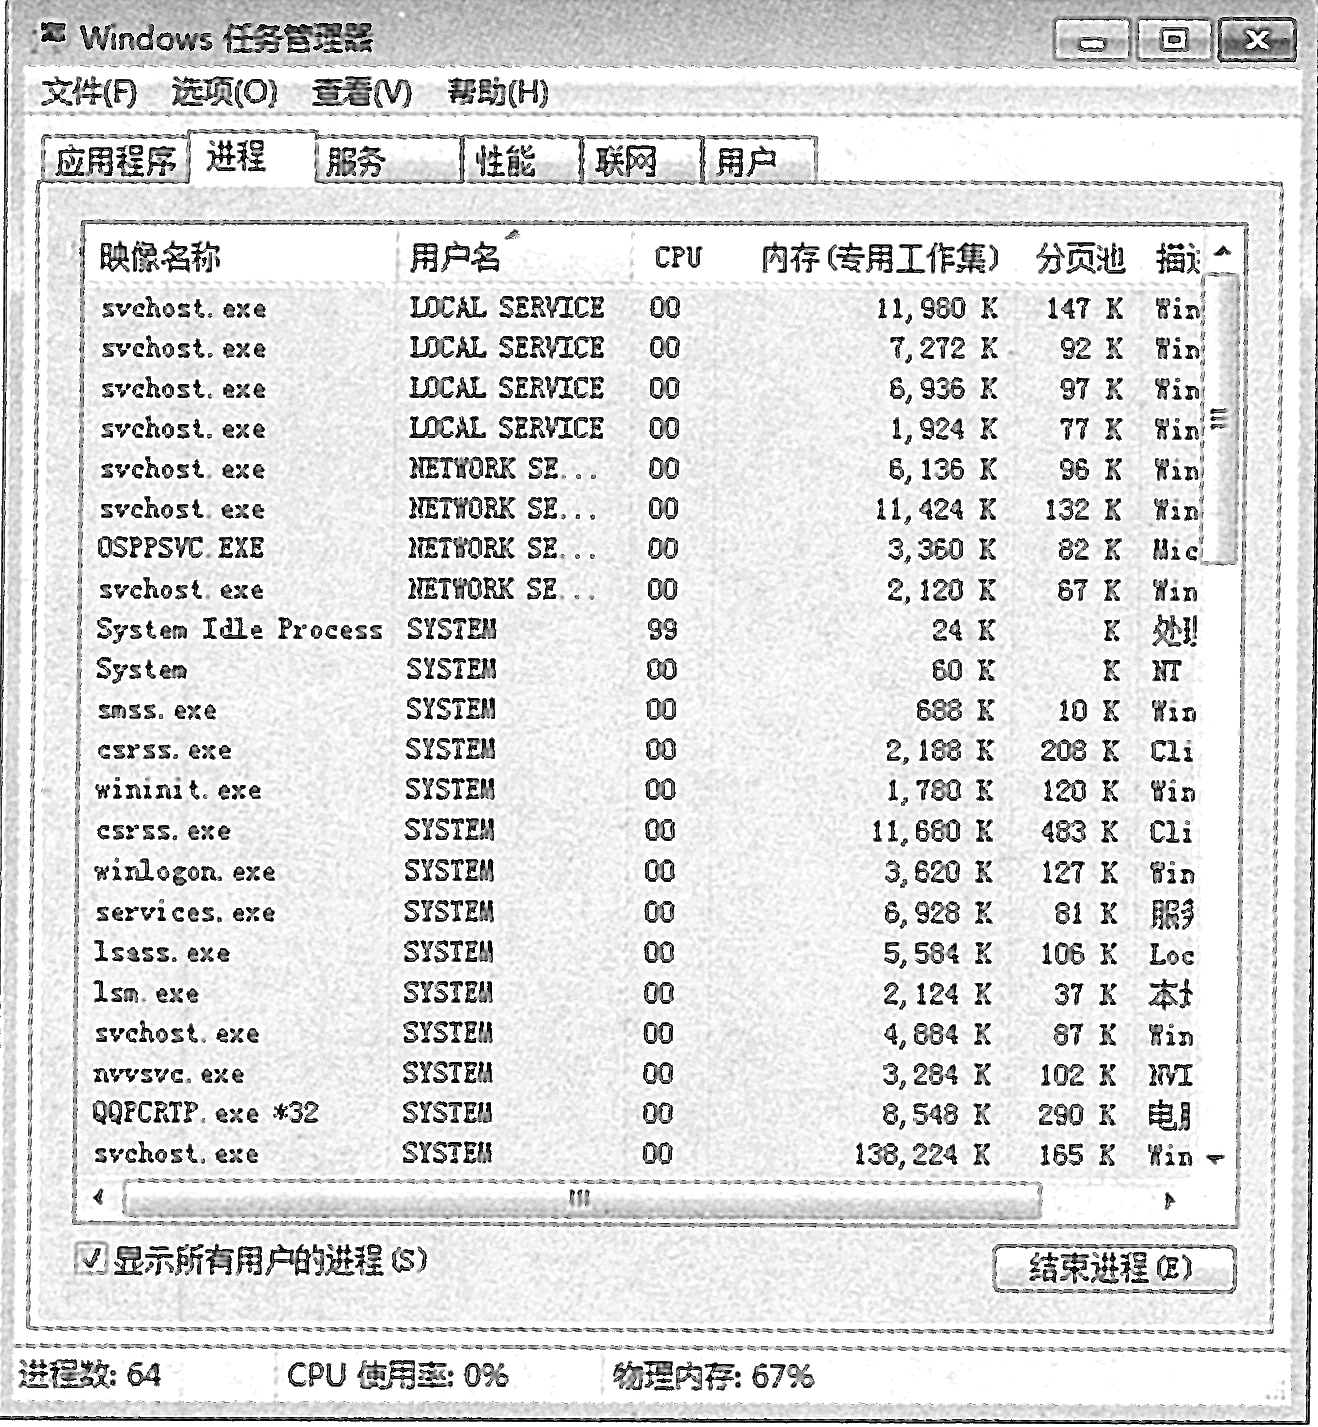 Windows 任务管理器
文件(F) 选项(O) 查看(V) 帮助(H)
应用程序 进程 服务 性能 联网 用户
映像名称 用户名 CPU 内存(专用工作集) 分页池 描述
svchost.exe LOCAL SERVICE 00 11,980 K 147 K Win
svchost.exe LOCAL SERVICE 00 7,272 K 92 K Win
svchost.exe LOCAL SERVICE 00 6,936 K 97 K Win
svchost.exe LOCAL SERVICE 00 1,924 K 77 K Win
svchost.exe NETWORK SE... 00 6,136 K 96 K Win
svchost.exe NETWORK SE... 00 11,424 K 132 K Win
OSPPSVC.EXE NETWORK SE... 00 3,360 K 82 K Mic
svchost.exe NETWORK SE... 00 2,120 K 67 K Win
System Idle Process SYSTEM 99 24 K K 处理
System SYSTEM 00 60 K K NT
smss.exe SYSTEM 00 688 K 10 K Win
csrss.exe SYSTEM 00 2,188 K 208 K Cli
wininit.exe SYSTEM 00 1,780 K 120 K Win
csrss.exe SYSTEM 00 11,680 K 483 K Cli
winlogon.exe SYSTEM 00 3,620 K 127 K Win
services.exe SYSTEM 00 6,928 K 81 K 服务
lsass.exe SYSTEM 00 5,584 K 106 K Loc
lsm.exe SYSTEM 00 2,124 K 37 K 本
svchost.exe SYSTEM 00 4,884 K 87 K Win
nvvsvc.exe SYSTEM 00 3,284 K 102 K NVI
QQPCRTP.exe *32 SYSTEM 00 8,548 K 290 K 电
svchost.exe SYSTEM 00 138,224 K 165 K Win
显示所有用户的进程(S) 结束进程(E)
进程数: 64 CPU 使用率: 0% 物理内存: 67%